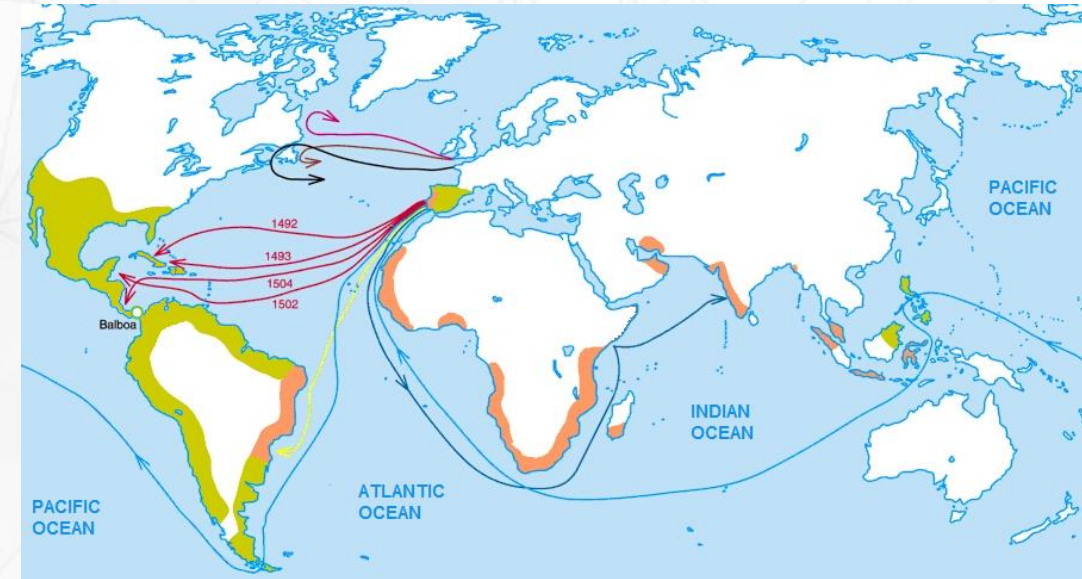 PACIFIC
OCEAN
1492
1493
1504
1502
Balboa
INDIAN
OCEAN
ATLANTIC
OCEAN
PACIFIC
OCEAN